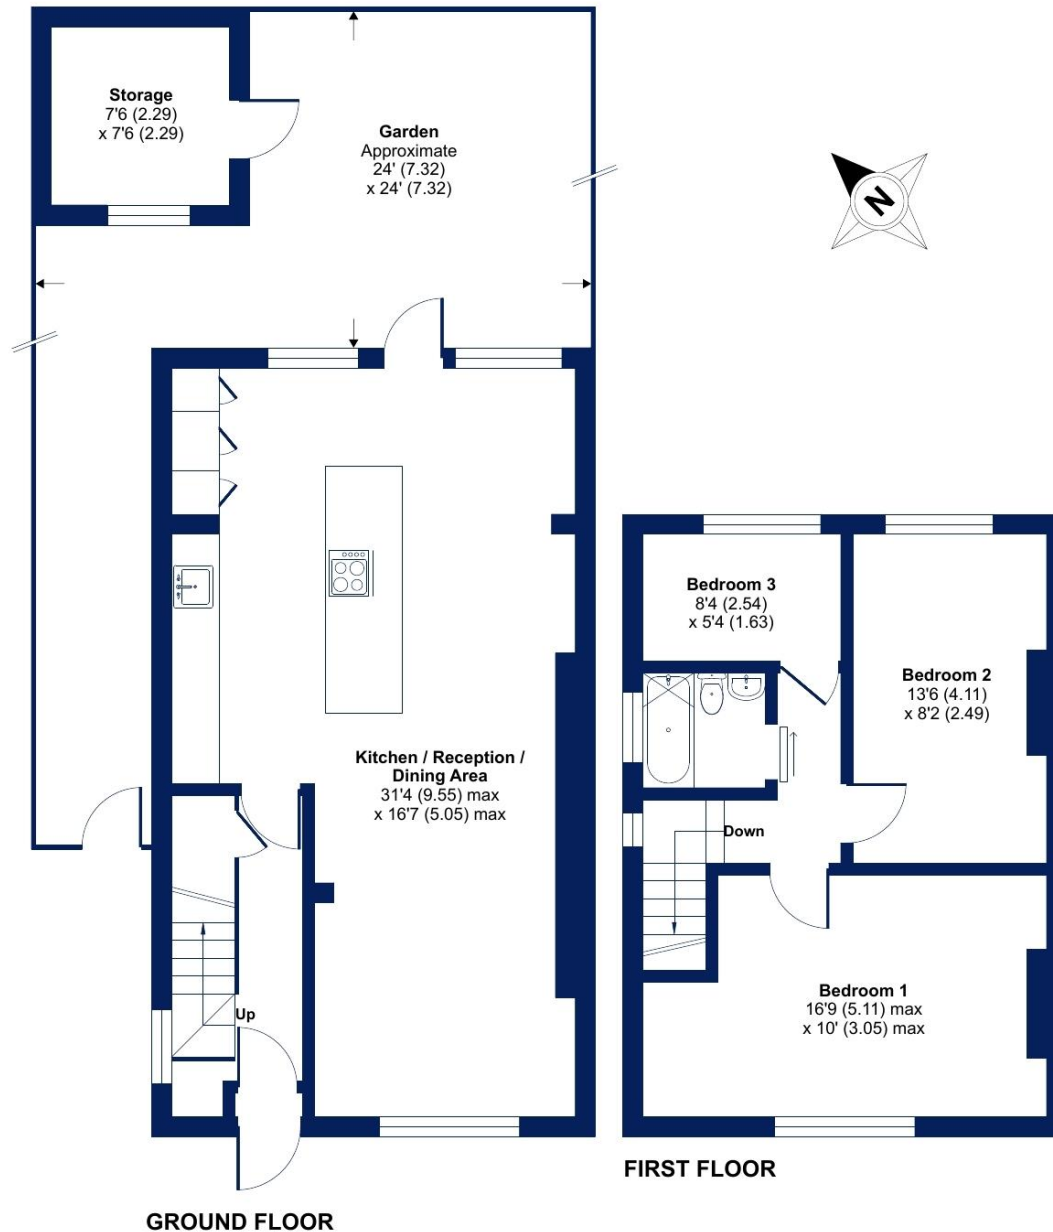 Storage
7'6 (2.29)
x 7'6 (2.29)
Garden
Approximate
24' (7.32)
x 24' (7.32)
N
Kitchen / Reception /
Dining Area
31'4 (9.55) max
x 16'7 (5.05) max
Up
GROUND FLOOR
Bedroom 3
8'4 (2.54)
x 5'4 (1.63)
Bedroom 2
13'6 (4.11)
x 8'2 (2.49)
Down
Bedroom 1
16'9 (5.11) max
x 10' (3.05) max
FIRST FLOOR